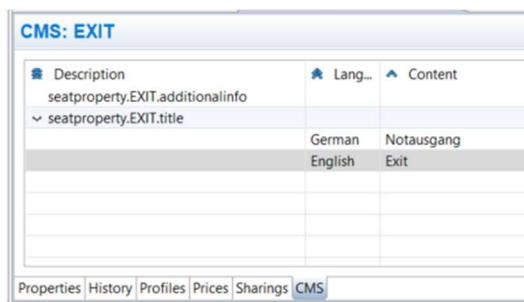 CMS: EXIT
Description Lang... Content
seatproperty.EXIT.additionalinfo
seatproperty.EXIT.title
German Notausgang
English Exit
Properties History Profiles Prices Sharings CMS